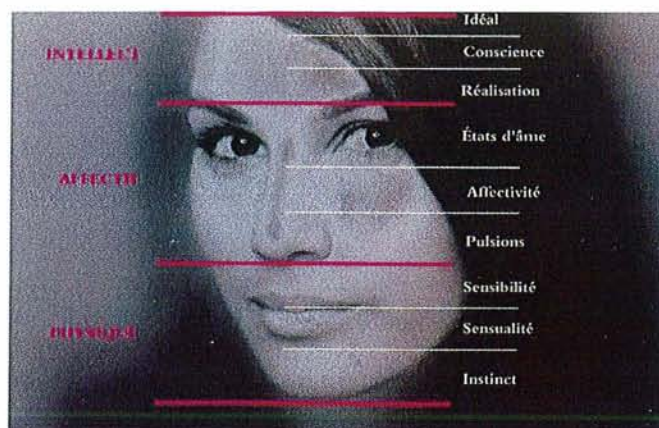 Idéal
INTELLECT
Conscience
Réalisation
États d'âme
AFFECTIF
Affectivité
Pulsions
Sensibilité
PHYSIQUE
Sensualité
Instinct